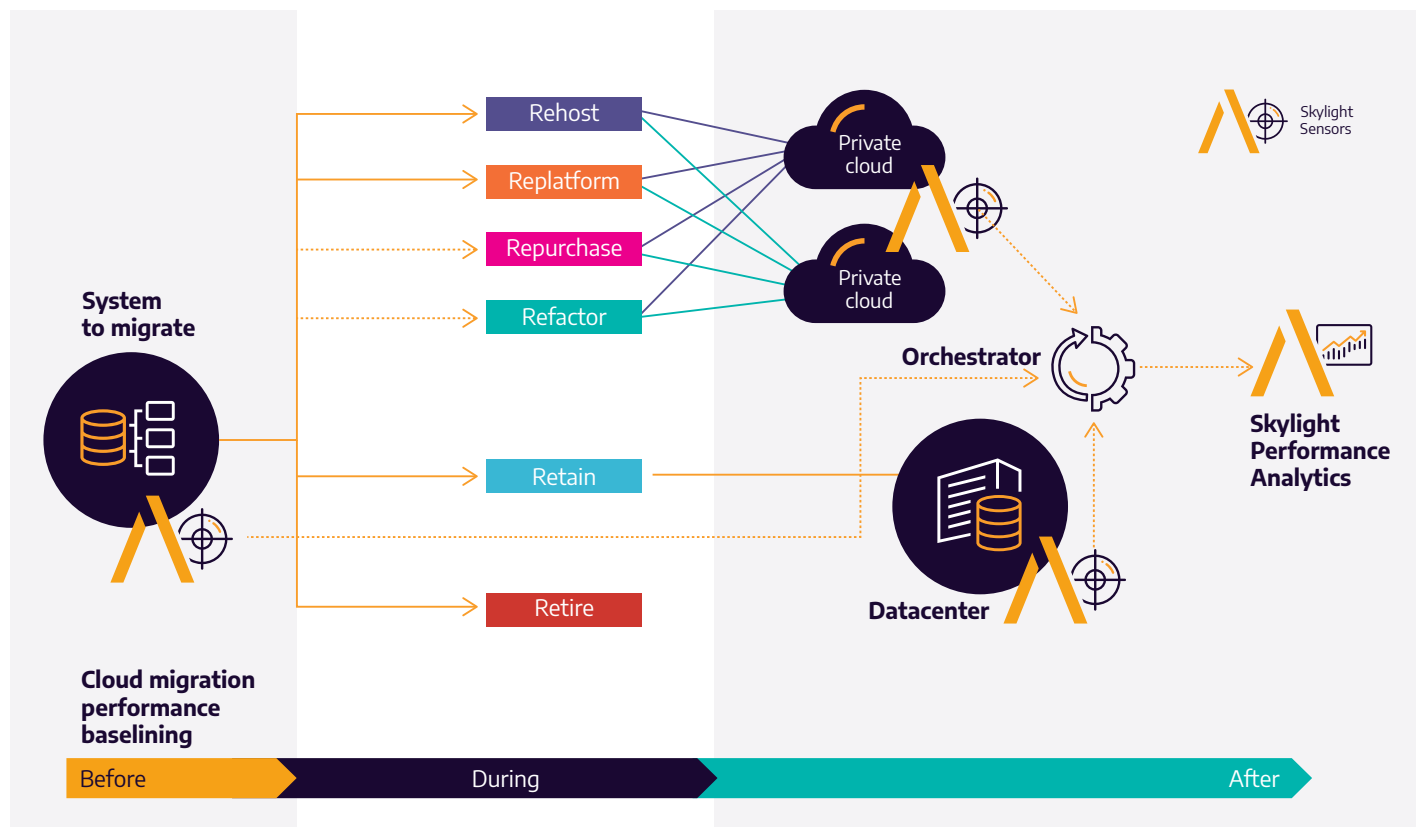 Rehost
Replatform
Repurchase
Refactor
Retain
Retire
System
to migrate
Private
cloud
Private
cloud
Skylight
Sensors
Orchestrator
Datacenter
Skylight
Performance
Analytics
Cloud migration
performance
baselining
Before
During
After